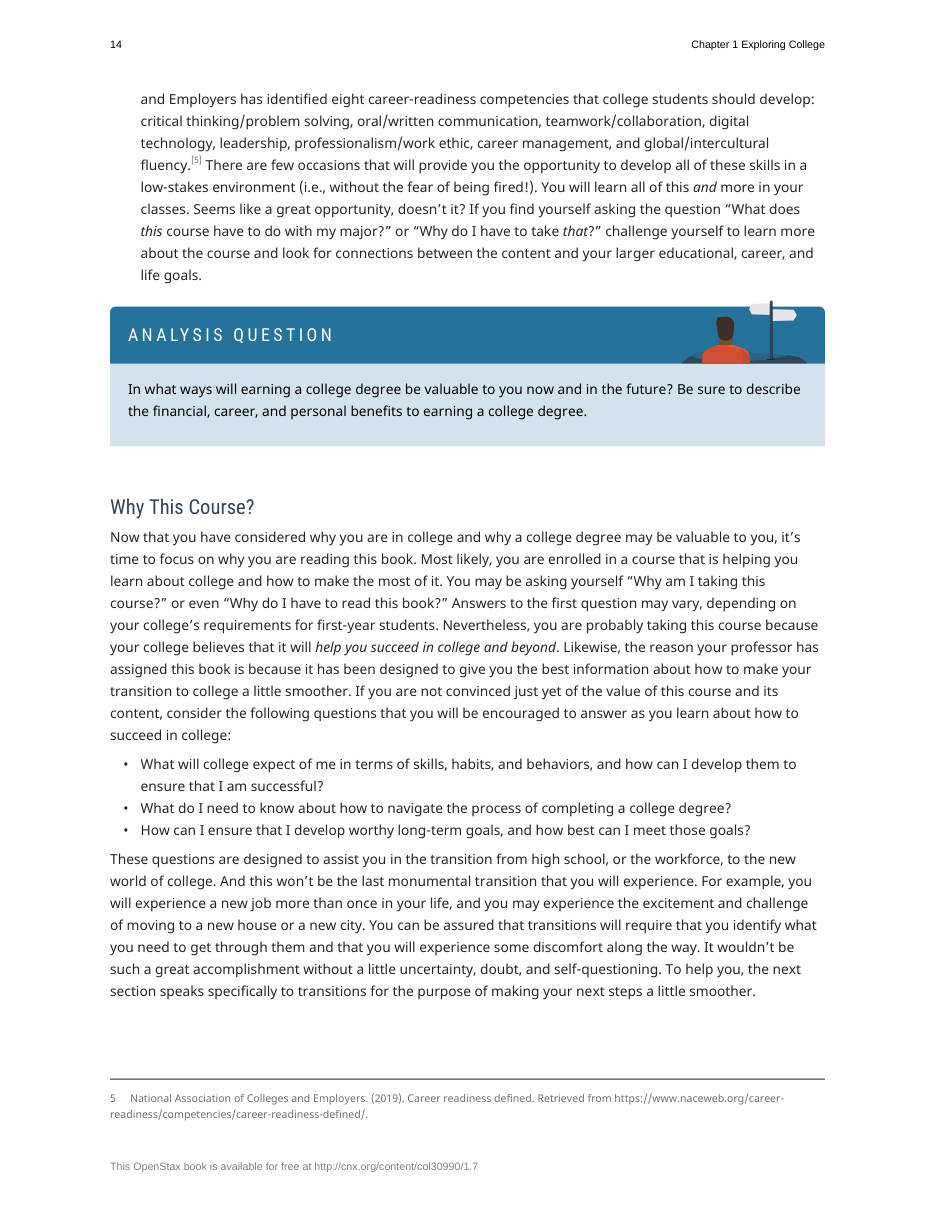 14
Chapter 1 Exploring College
and Employers has identified eight career-readiness competencies that college students should develop:
critical thinking/problem solving, oral/written communication, teamwork/collaboration, digital
technology, leadership, professionalism/work ethic, career management, and global/intercultural
fluency.[5] There are few occasions that will provide you the opportunity to develop all of these skills in a
low-stakes environment (i.e., without the fear of being fired!). You will learn all of this and more in your
classes. Seems like a great opportunity, doesn’t it? If you find yourself asking the question “What does
this course have to do with my major?” or “Why do I have to take that?” challenge yourself to learn more
about the course and look for connections between the content and your larger educational, career, and
life goals.
ANALYSIS QUESTION
In what ways will earning a college degree be valuable to you now and in the future? Be sure to describe
the financial, career, and personal benefits to earning a college degree.
Why This Course?
Now that you have considered why you are in college and why a college degree may be valuable to you, it’s
time to focus on why you are reading this book. Most likely, you are enrolled in a course that is helping you
learn about college and how to make the most of it. You may be asking yourself “Why am I taking this
course?” or even “Why do I have to read this book?” Answers to the first question may vary, depending on
your college’s requirements for first-year students. Nevertheless, you are probably taking this course because
your college believes that it will help you succeed in college and beyond. Likewise, the reason your professor has
assigned this book is because it has been designed to give you the best information about how to make your
transition to college a little smoother. If you are not convinced just yet of the value of this course and its
content, consider the following questions that you will be encouraged to answer as you learn about how to
succeed in college:
• What will college expect of me in terms of skills, habits, and behaviors, and how can I develop them to
ensure that I am successful?
• What do I need to know about how to navigate the process of completing a college degree?
• How can I ensure that I develop worthy long-term goals, and how best can I meet those goals?
These questions are designed to assist you in the transition from high school, or the workforce, to the new
world of college. And this won’t be the last monumental transition that you will experience. For example, you
will experience a new job more than once in your life, and you may experience the excitement and challenge
of moving to a new house or a new city. You can be assured that transitions will require that you identify what
you need to get through them and that you will experience some discomfort along the way. It wouldn’t be
such a great accomplishment without a little uncertainty, doubt, and self-questioning. To help you, the next
section speaks specifically to transitions for the purpose of making your next steps a little smoother.
5 National Association of Colleges and Employers. (2019). Career readiness defined. Retrieved from https://www.naceweb.org/career-
readiness/competencies/career-readiness-defined/.
This OpenStax book is available for free at http://cnx.org/content/col30990/1.7